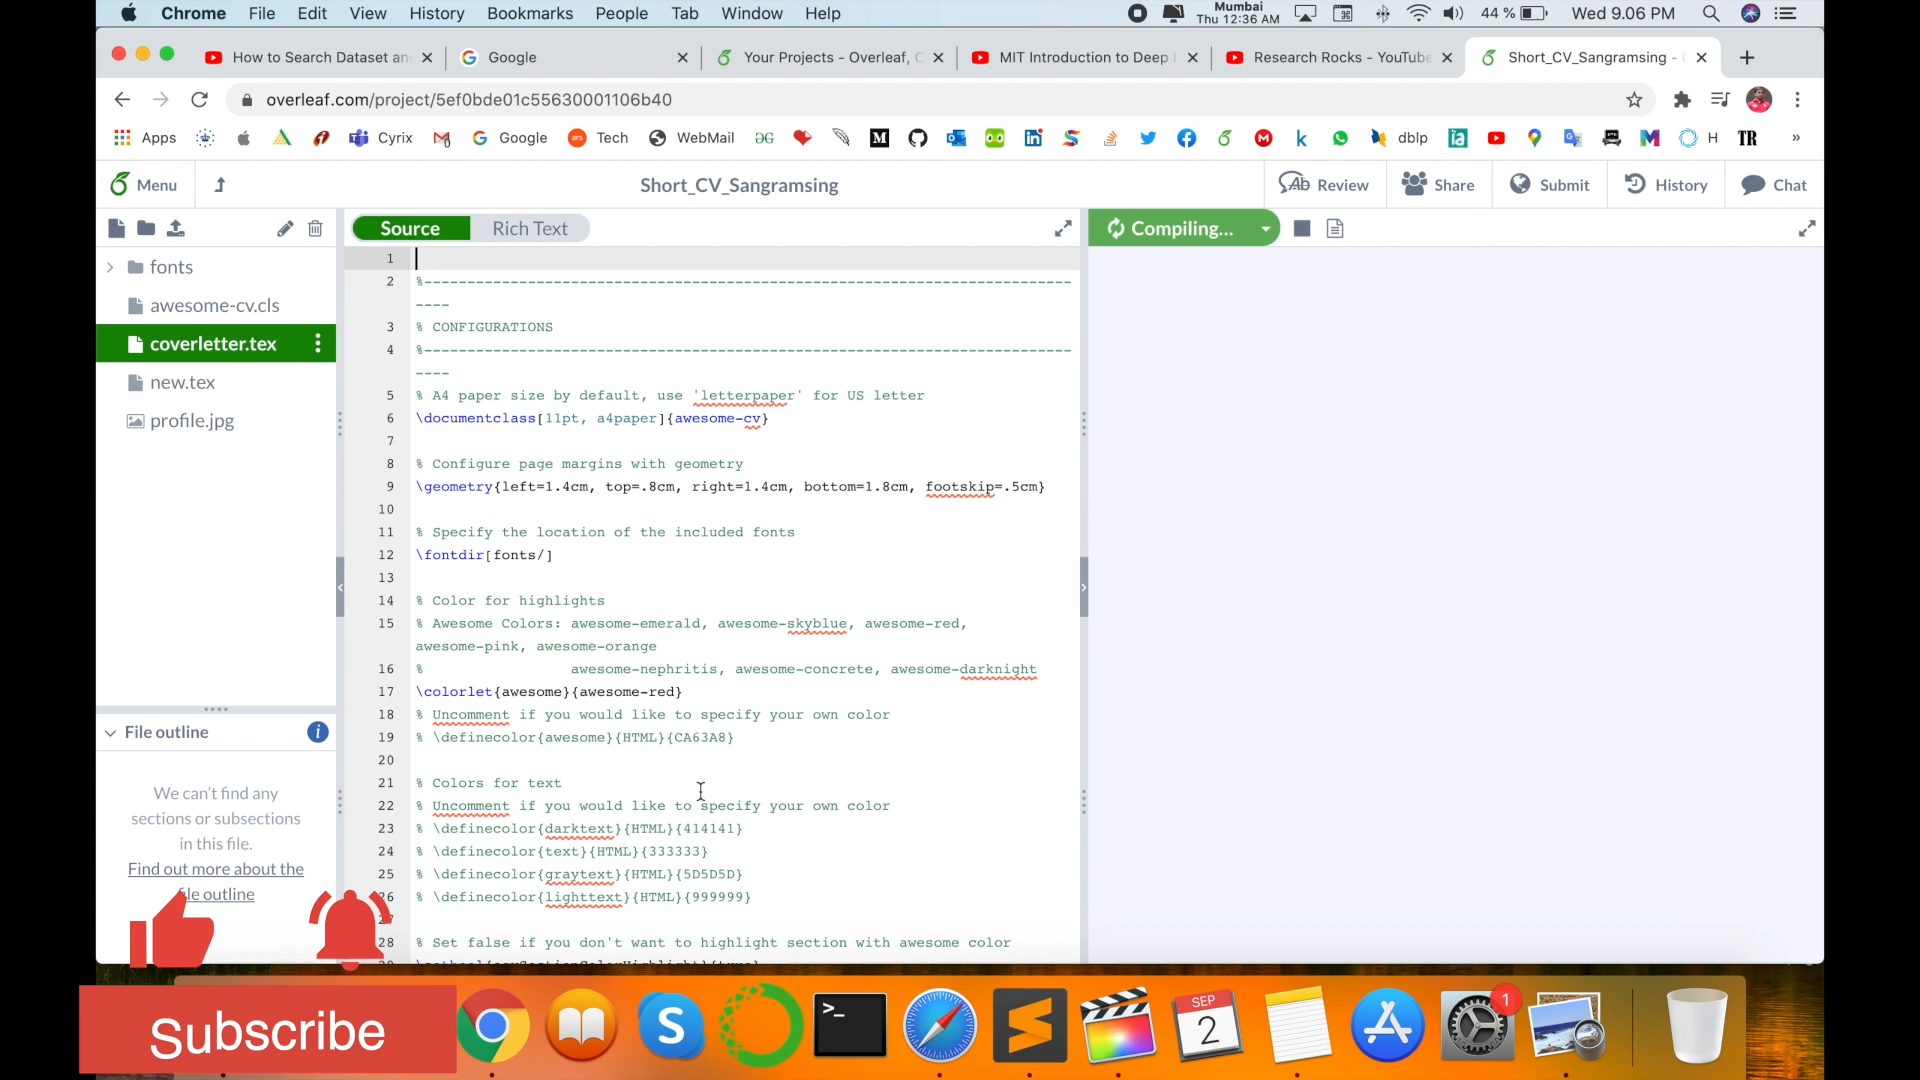 Chrome File Edit View History Bookmarks People Tab Window Help
Mumbai
Thu 12:36 AM
44 %
Wed 9.06 PM
How to Search Dataset an
Google
Your Projects - Overleaf, C
MIT Introduction to Deep
Research Rocks - YouTube
Short_CV_Sangramsing -
overleaf.com/project/5ef0bde01c55630001106b40
Apps
Cyrix
Google
Tech
WebMail
dblp
H
TR
»
Menu
Short_CV_Sangramsing
Review
Share
Submit
History
Chat
Source
Rich Text
Compiling...
fonts
awesome-cv.cls
coverletter.tex
new.tex
profile.jpg
File outline
We can't find any
sections or subsections
in this file.
Find out more about the
le outline
1
2 %---------------------------------------------------------------------------
----
3 % CONFIGURATIONS
4 %---------------------------------------------------------------------------
----
5 % A4 paper size by default, use 'letterpaper' for US letter
6 \documentclass[11pt, a4paper]{awesome-cv}
7
8 % Configure page margins with geometry
9 \geometry{left=1.4cm, top=.8cm, right=1.4cm, bottom=1.8cm, footskip=.5cm}
10
11 % Specify the location of the included fonts
12 \fontdir[fonts/]
13
14 % Color for highlights
15 % Awesome Colors: awesome-emerald, awesome-skyblue, awesome-red,
awesome-pink, awesome-orange
16 % awesome-nephritis, awesome-concrete, awesome-darknight
17 \colorlet{awesome}{awesome-red}
18 % Uncomment if you would like to specify your own color
19 % \definecolor{awesome}{HTML}{CA63A8}
20
21 % Colors for text
22 % Uncomment if you would like to specify your own color
23 % \definecolor{darktext}{HTML}{414141}
24 % \definecolor{text}{HTML}{333333}
25 % \definecolor{graytext}{HTML}{5D5D5D}
26 % \definecolor{lighttext}{HTML}{999999}
28 % Set false if you don't want to highlight section with awesome color
Subscribe
SEP
2
1